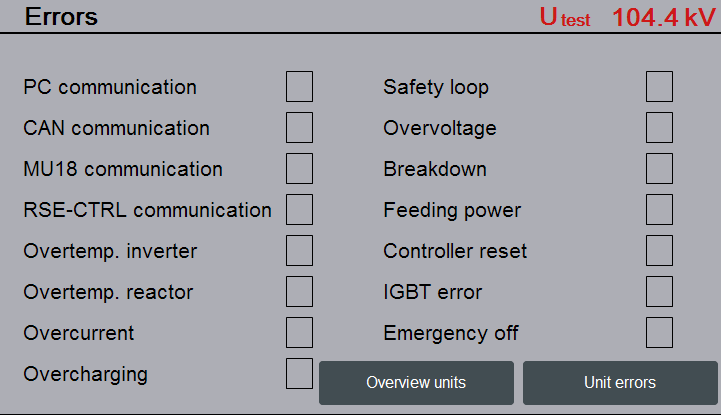 Errors
U test 104.4 kV
PC communication
CAN communication
MU18 communication
RSE-CTRL communication
Overtemp. inverter
Overtemp. reactor
Overcurrent
Overcharging
Safety loop
Overvoltage
Breakdown
Feeding power
Controller reset
IGBT error
Emergency off
Overview units
Unit errors